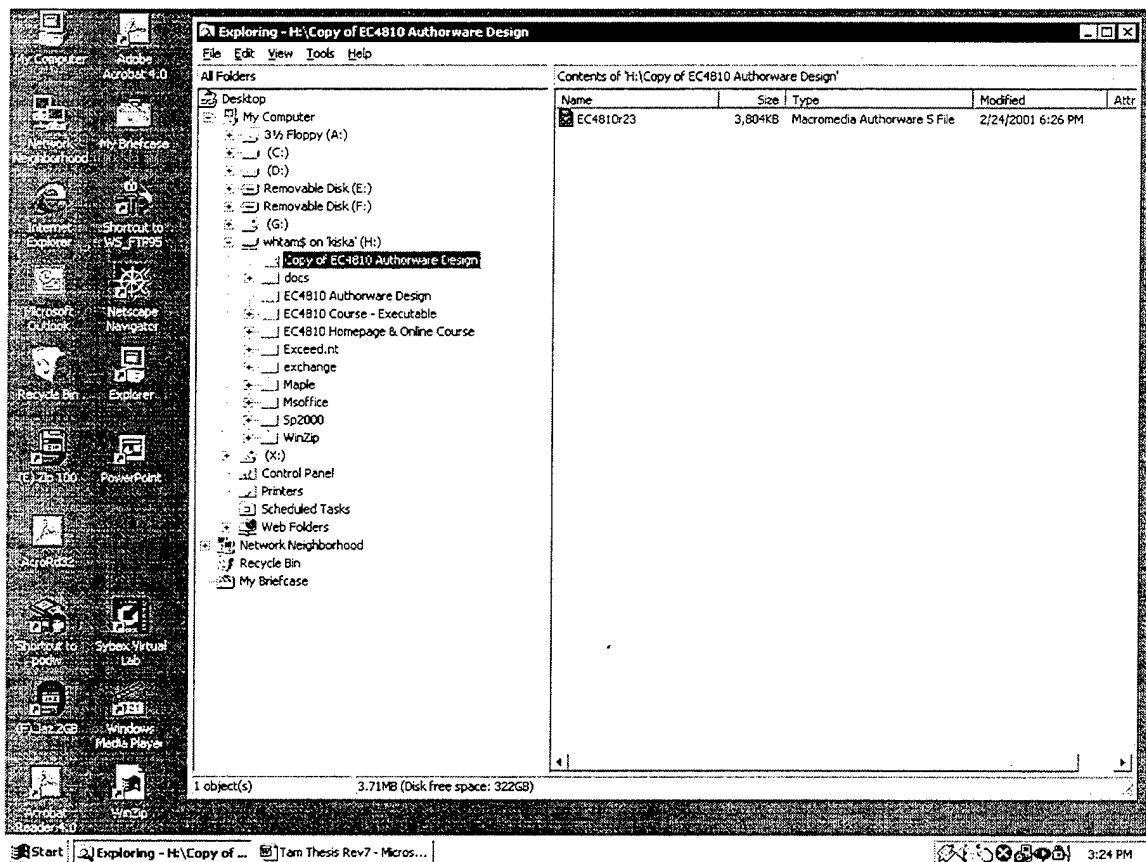 My Computer
Adobe Acrobat 4.0
Network Neighborhood
My Briefcase
Internet Explorer
Shortcut to WS_FTP95
Microsoft Outlook
Netscape Navigator
Recycle Bin
Explorer
(E) Zip 100
PowerPoint
AcroRd32
Shortcut to
Sybex Virtual Lab
(F) Jaz 2GB
Windows Media Player
Acrobat Reader 4.0
WinZip
Exploring - H:\Copy of EC4810 Authorware Design
File Edit View Tools Help
All Folders
Desktop
My Computer
3½ Floppy (A:)
(C:)
(D:)
Removable Disk (E:)
Removable Disk (F:)
(G:)
whtam$ on 'kiska' (H:)
Copy of EC4810 Authorware Design
docs
EC4810 Authorware Design
EC4810 Course - Executable
EC4810 Homepage & Online Course
Exceed.nt
exchange
Maple
Msoffice
Sp2000
WinZip
(X:)
Control Panel
Printers
Scheduled Tasks
Web Folders
Network Neighborhood
Recycle Bin
My Briefcase
Contents of 'H:\Copy of EC4810 Authorware Design'
Name Size Type Modified Attr
EC4810r23 3,804KB Macromedia Authorware 5 File 2/24/2001 6:26 PM
1 object(s) 3.71MB (Disk free space: 322GB)
Start Exploring - H:\Copy of ... Tam Thesis Rev7 - Micros... 3:24 PM